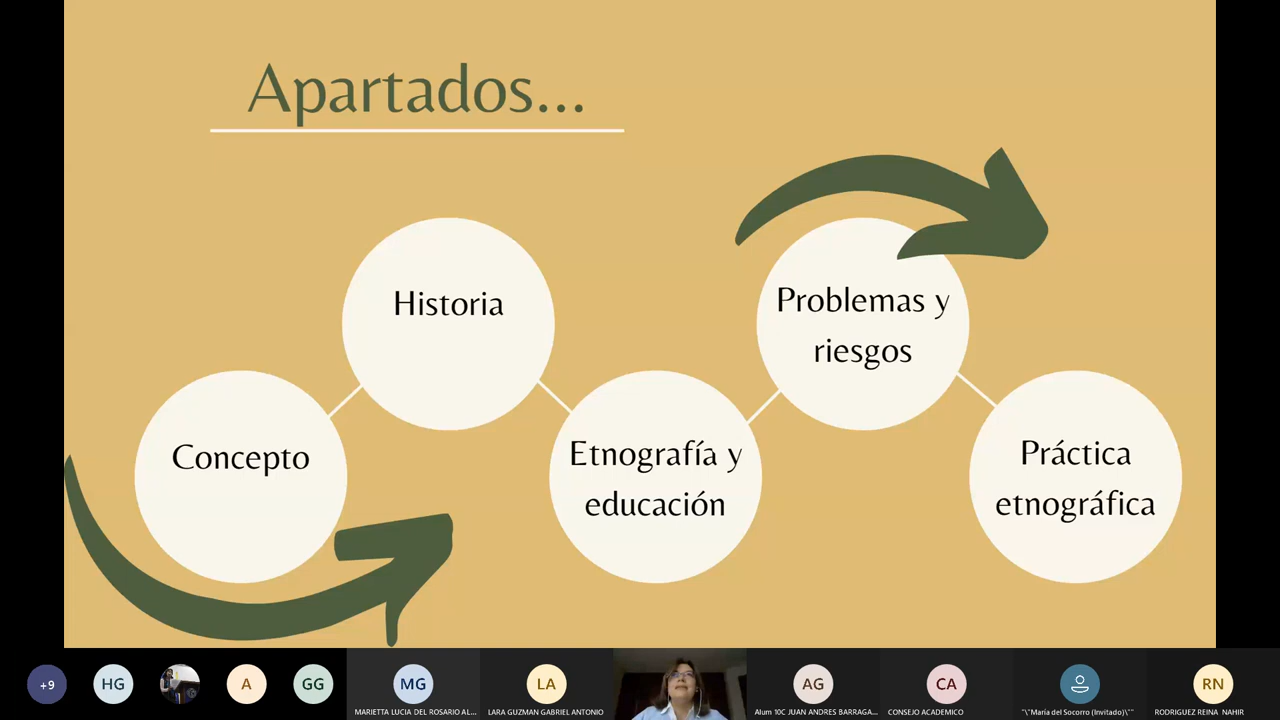 Apartados...
Historia
Problemas y
riesgos
Concepto
Etnografía y
educación
Práctica
etnográfica
+9
HG
A
GG
MG
LA
AG
CA
RN
MARIETTA LUCIA DEL ROSARIO AL...
LARA GUZMAN GABRIEL ANTONIO
Alum 10C JUAN ANDRES BARRAGA...
CONSEJO ACADEMICO
"\"María del Socorro (Invitado)\""
RODRIGUEZ REINA NAHIR